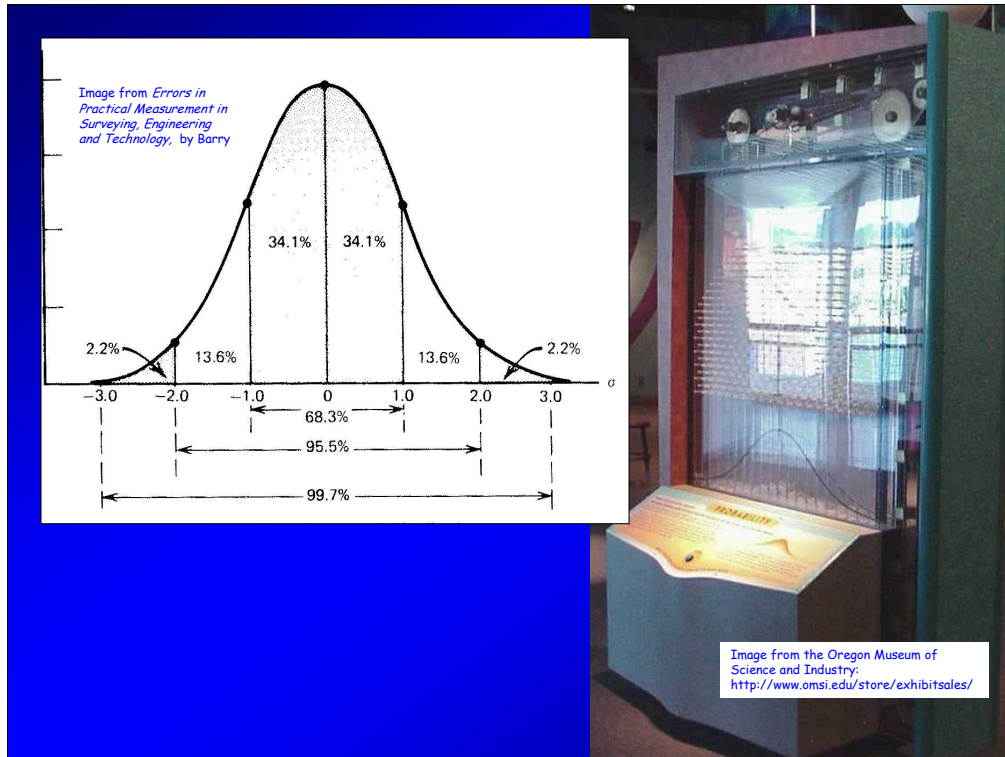 Image from Errors in
Practical Measurement in
Surveying, Engineering
and Technology, by Barry
34.1% 34.1%
2.2% 13.6% 13.6% 2.2%
−3.0 −2.0 −1.0 0 1.0 2.0 3.0 σ
68.3%
95.5%
99.7%
PROBABILITY
Image from the Oregon Museum of
Science and Industry:
http://www.omsi.edu/store/exhibitsales/